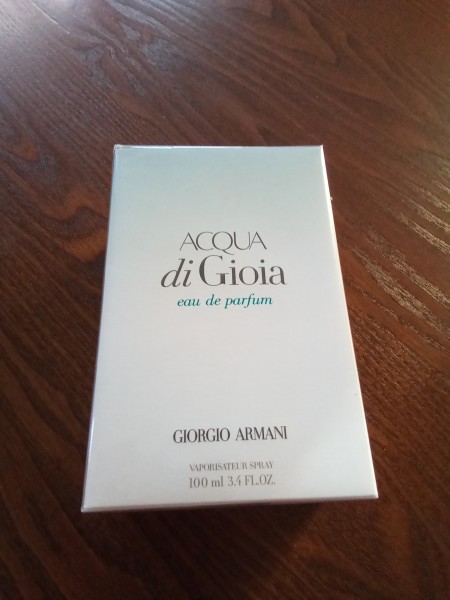 ACQUA
di Gioia
eau de parfum
GIORGIO ARMANI
VAPORISATEUR SPRAY
100 ml 3.4 FL.OZ.